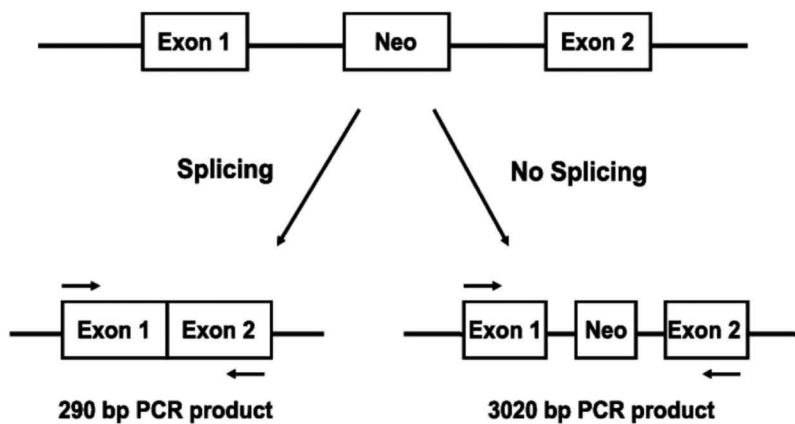 Exon 1
Neo
Exon 2
Splicing
No Splicing
Exon 1
Exon 2
Exon 1
Neo
Exon 2
290 bp PCR product
3020 bp PCR product